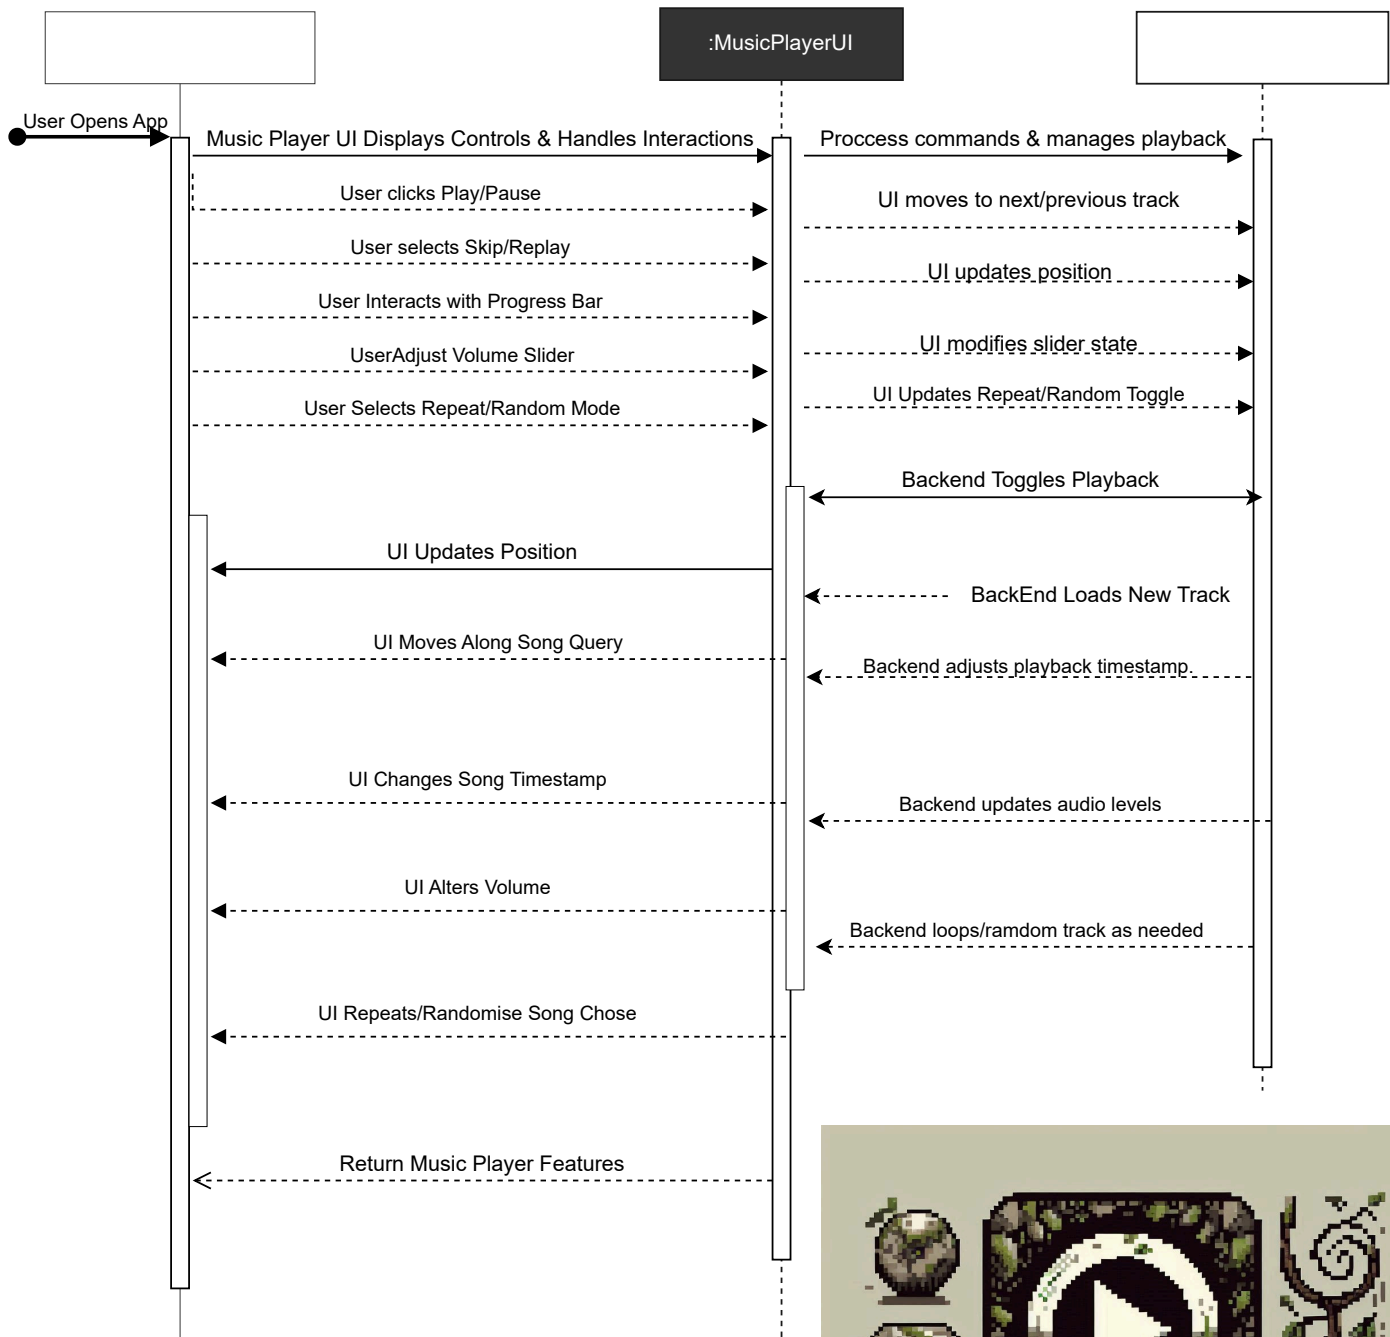 :MusicPlayerUI
User Opens App
Music Player UI Displays Controls & Handles Interactions
Proccess commands & manages playback
User clicks Play/Pause
UI moves to next/previous track
User selects Skip/Replay
UI updates position
User Interacts with Progress Bar
UI modifies slider state
UserAdjust Volume Slider
UI Updates Repeat/Random Toggle
User Selects Repeat/Random Mode
Backend Toggles Playback
UI Updates Position
BackEnd Loads New Track
UI Moves Along Song Query
Backend adjusts playback timestamp.
UI Changes Song Timestamp
Backend updates audio levels
UI Alters Volume
Backend loops/ramdom track as needed
UI Repeats/Randomise Song Chose
Return Music Player Features